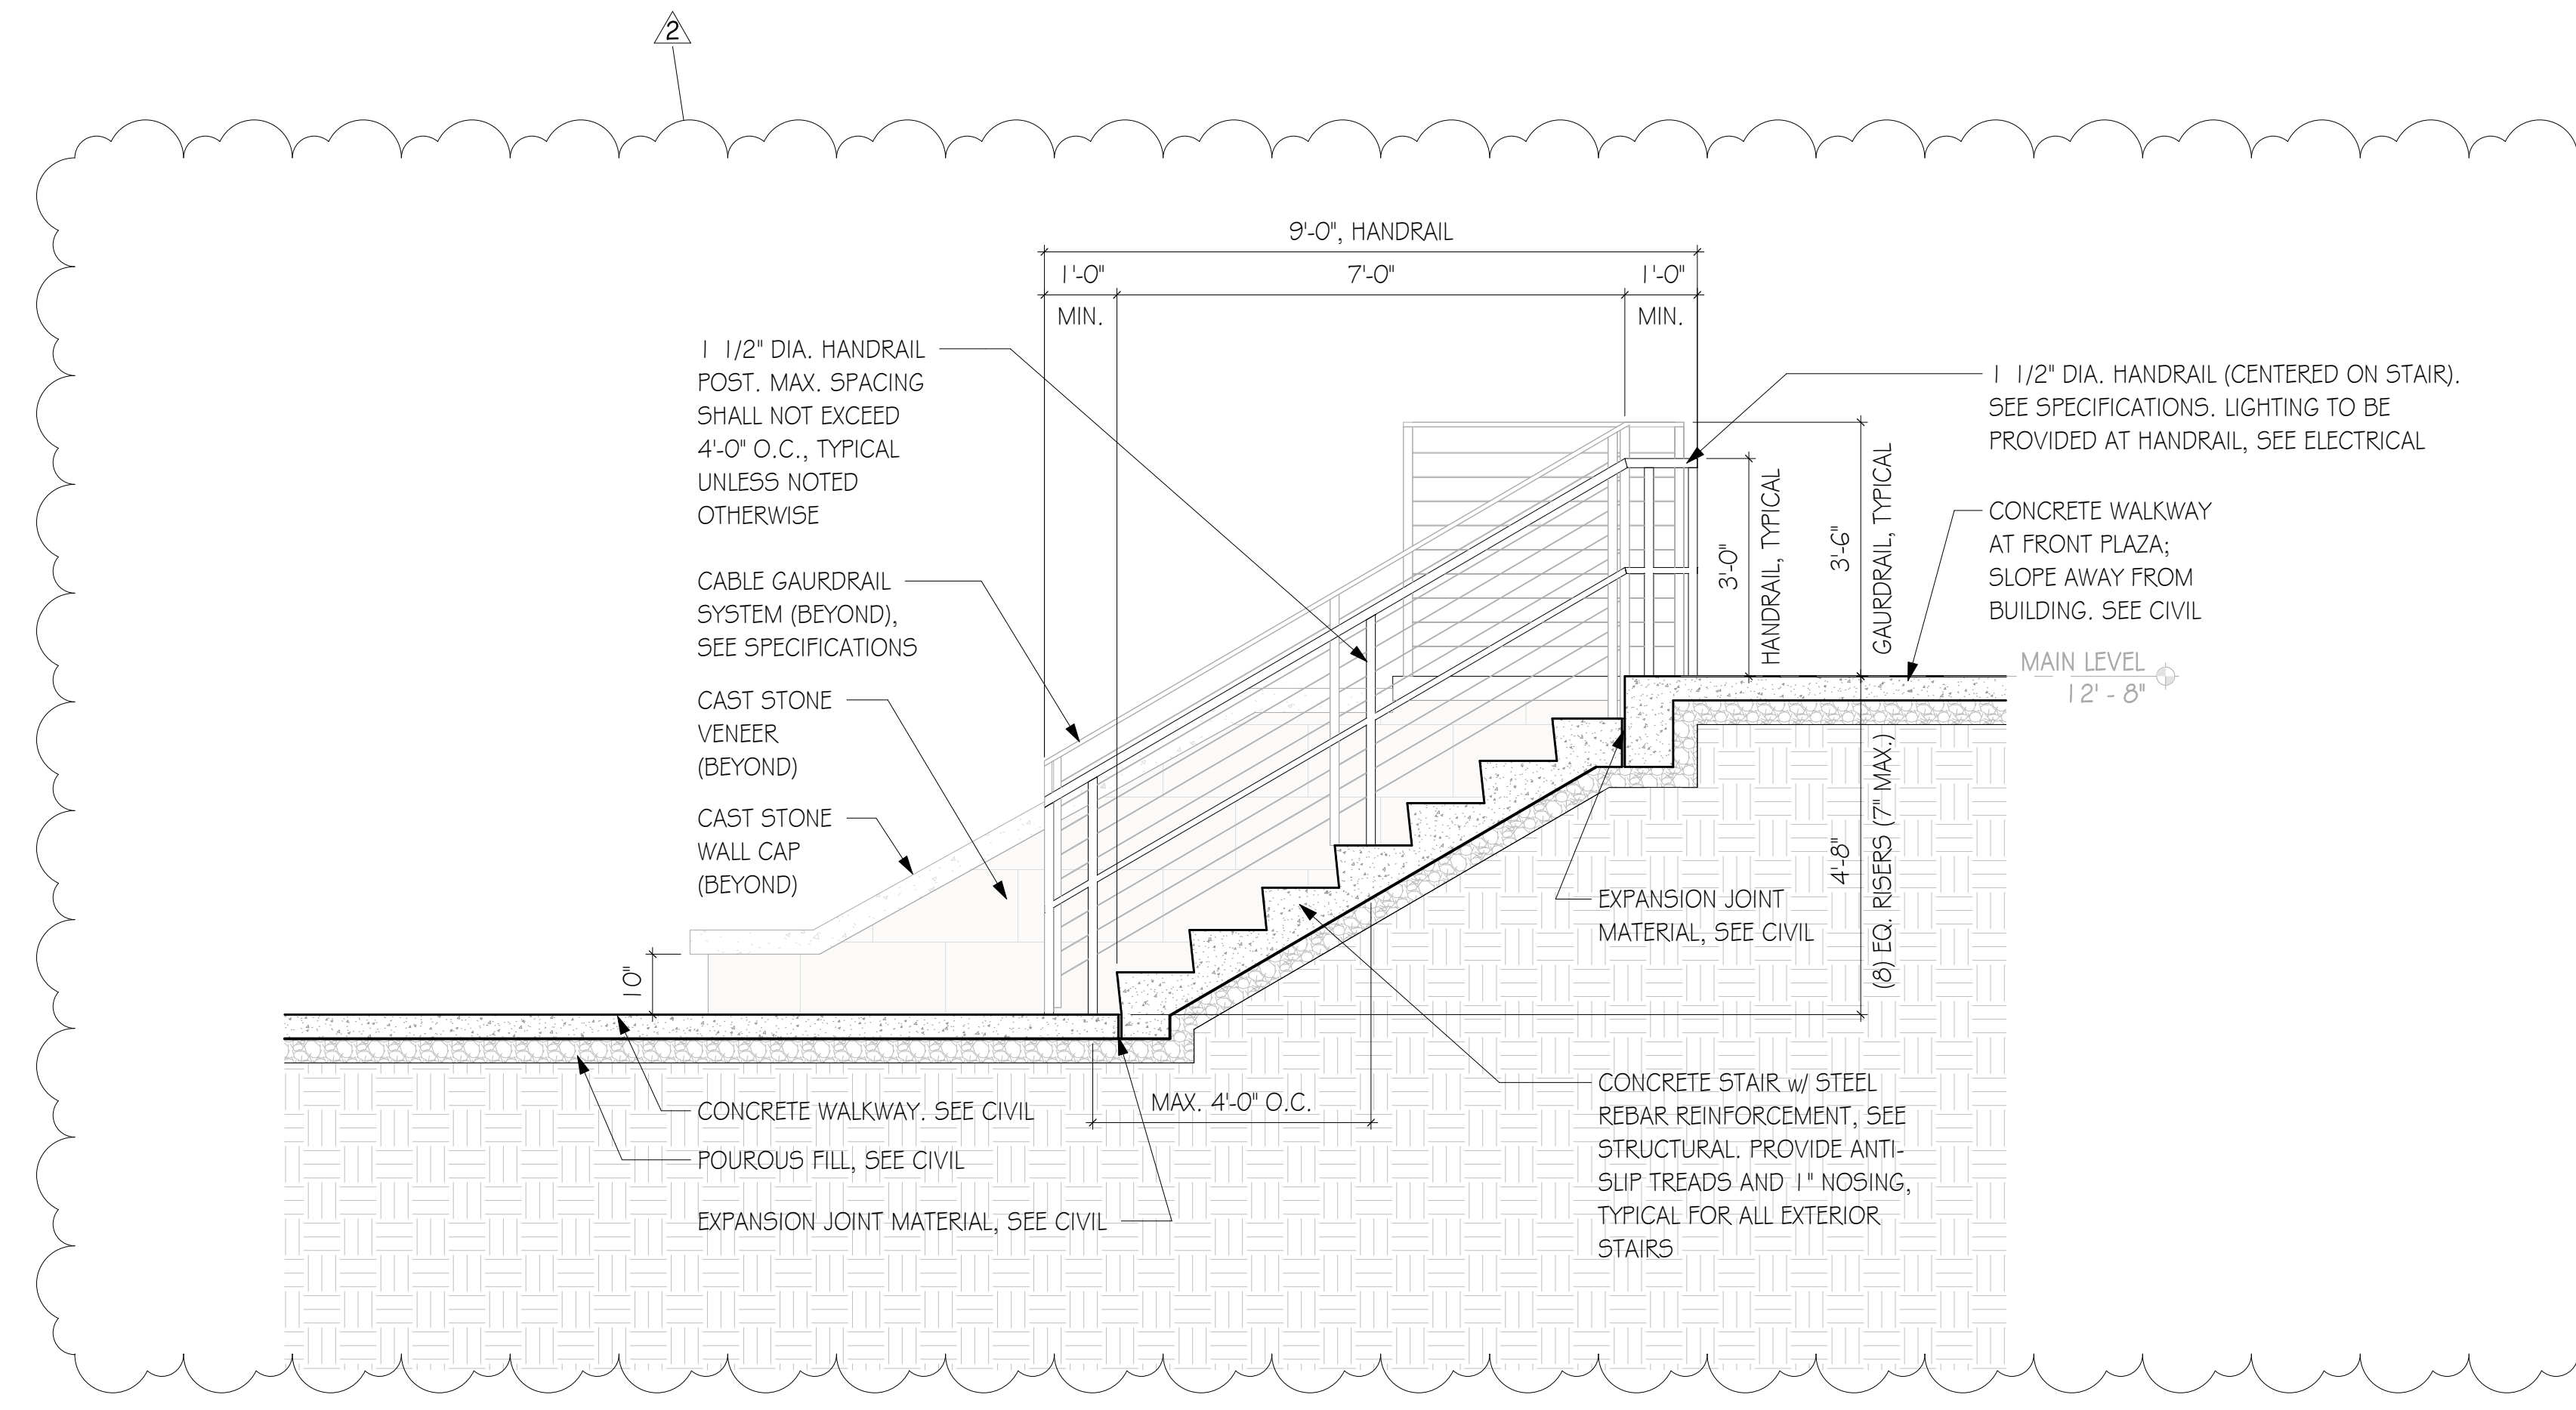 2
9'-0", HANDRAIL
1'-0"
7'-0"
1'-0"
MIN.
MIN.
1 1/2" DIA. HANDRAIL
POST. MAX. SPACING
SHALL NOT EXCEED
4'-0" O.C., TYPICAL
UNLESS NOTED
OTHERWISE
CABLE GAURDRAIL
SYSTEM (BEYOND),
SEE SPECIFICATIONS
CAST STONE
VENEER
(BEYOND)
CAST STONE
WALL CAP
(BEYOND)
10"
1 1/2" DIA. HANDRAIL (CENTERED ON STAIR).
SEE SPECIFICATIONS. LIGHTING TO BE
PROVIDED AT HANDRAIL, SEE ELECTRICAL
3'-0"
HANDRAIL, TYPICAL
3'-6"
GAURDRAIL, TYPICAL
CONCRETE WALKWAY
AT FRONT PLAZA;
SLOPE AWAY FROM
BUILDING. SEE CIVIL
MAIN LEVEL
12' - 8"
4'-8"
(8) EQ. RISERS (7" MAX.)
EXPANSION JOINT
MATERIAL, SEE CIVIL
MAX. 4'-0" O.C.
CONCRETE WALKWAY. SEE CIVIL
POUROUS FILL, SEE CIVIL
EXPANSION JOINT MATERIAL, SEE CIVIL
CONCRETE STAIR w/ STEEL
REBAR REINFORCEMENT, SEE
STRUCTURAL. PROVIDE ANTI-
SLIP TREADS AND 1" NOSING,
TYPICAL FOR ALL EXTERIOR
STAIRS